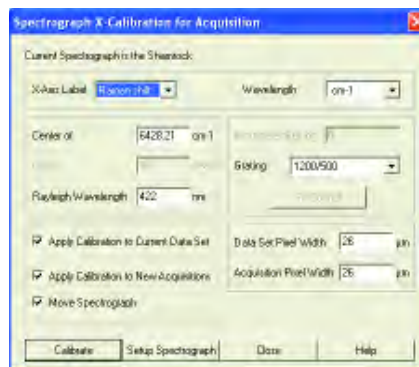 Spectrograph X-Calibration for Acquisition
Current Spectrograph is the Shamrock
X-Axis Label Raman shift
Wavelength cm-1
Center of 6428.21 cm-1
Rayleigh Wavelength 422 nm
Grating 1200/500
Apply Calibration to Current Data Set
Apply Calibration to New Acquisitions
Move Spectrograph
Data Set Pixel Width 26 µm
Acquisition Pixel Width 26 µm
Calibrate Setup Spectrograph Close Help